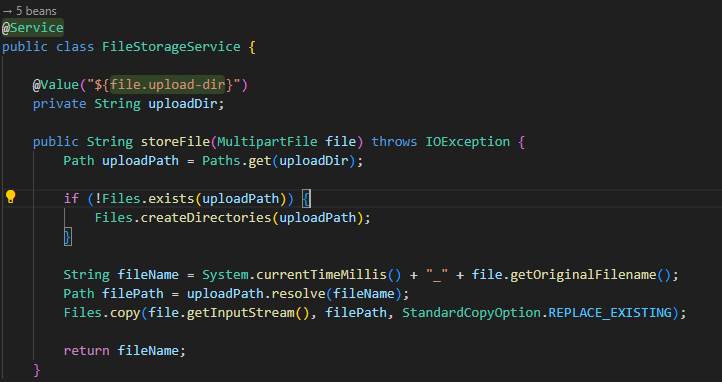 → 5 beans
@Service
public class FileStorageService {
@Value("${file.upload-dir}")
private String uploadDir;
public String storeFile(MultipartFile file) throws IOException {
Path uploadPath = Paths.get(uploadDir);
if (!Files.exists(uploadPath)) {
Files.createDirectories(uploadPath);
}
String fileName = System.currentTimeMillis() + "_" + file.getOriginalFilename();
Path filePath = uploadPath.resolve(fileName);
Files.copy(file.getInputStream(), filePath, StandardCopyOption.REPLACE_EXISTING);
return fileName;
}